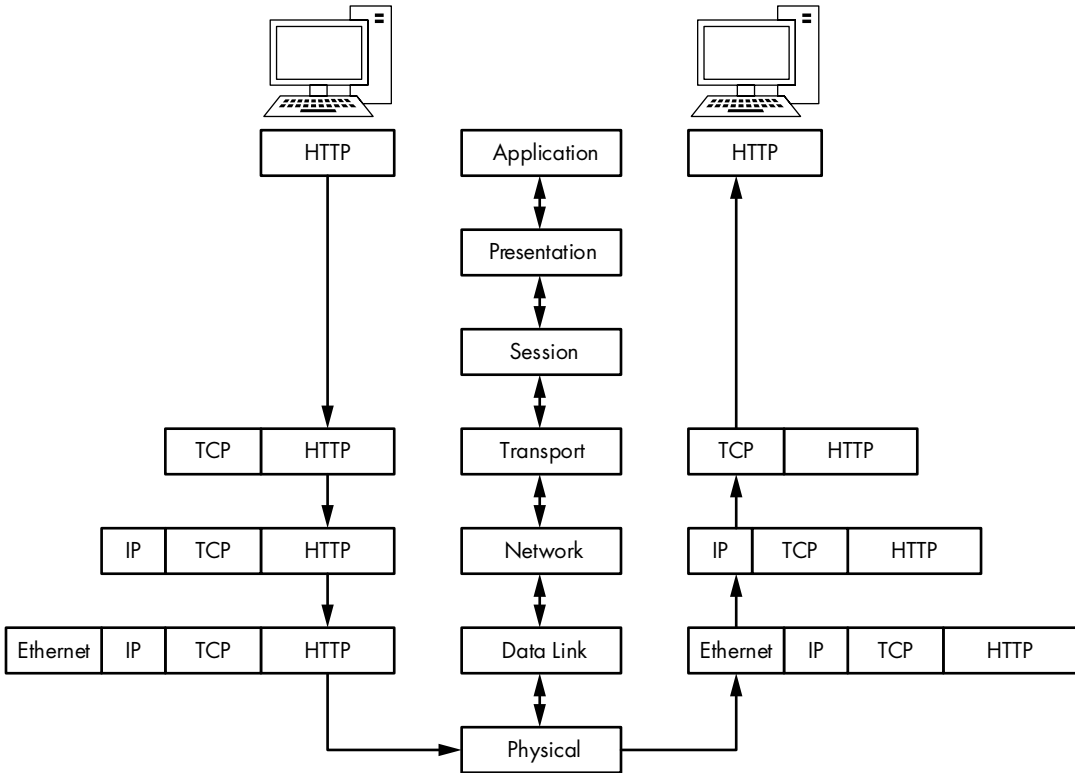 HTTP Application HTTP
Presentation
Session
TCP HTTP Transport TCP HTTP
IP TCP HTTP Network IP TCP HTTP
Ethernet IP TCP HTTP Data Link Ethernet IP TCP HTTP
Physical